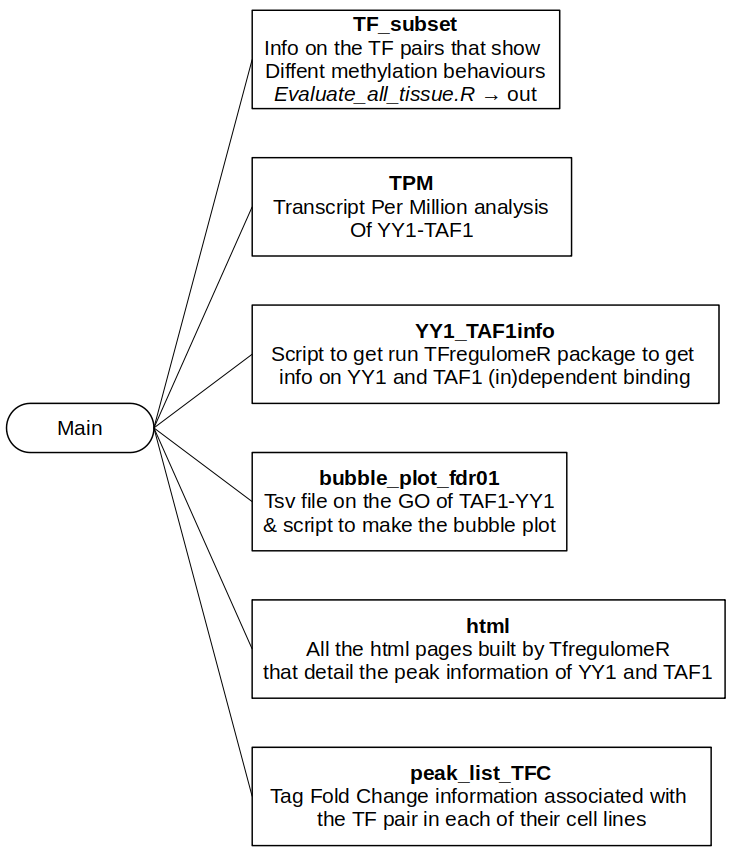 TF_subset
Info on the TF pairs that show
Diffent methylation behaviours
Evaluate_all_tissue.R → out
TPM
Transcript Per Million analysis
Of YY1-TAF1
YY1_TAF1info
Script to get run TFregulomeR package to get
info on YY1 and TAF1 (in)dependent binding
Main
bubble_plot_fdr01
Tsv file on the GO of TAF1-YY1
& script to make the bubble plot
html
All the html pages built by TfregulomeR
that detail the peak information of YY1 and TAF1
peak_list_TFC
Tag Fold Change information associated with
the TF pair in each of their cell lines